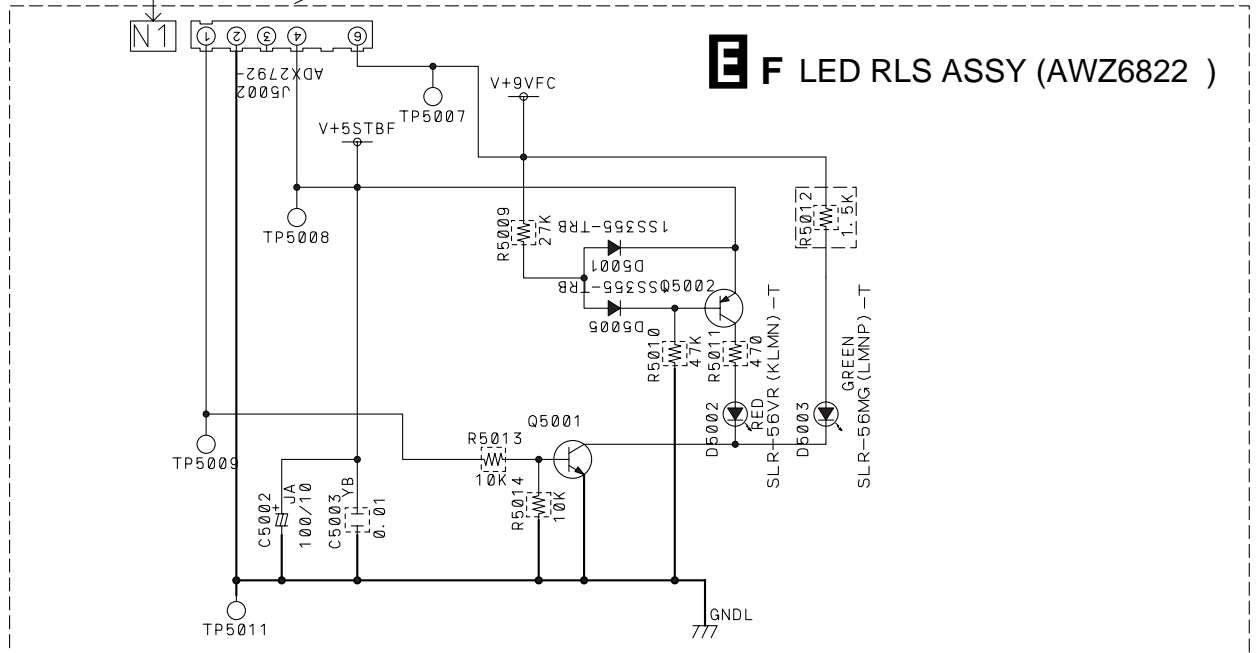 N1
1 2 3 4 6
E F LED RLS ASSY (AWZ6822 )
J5002
ADX2792-
V+9VFC
TP5007
V+5STBF
TP5008
R5009
27K
1SS355-TRB
D5001
1SS355-TRB
D5005
Q5002
R5012
1.5K
R5010
47K
R5011
470
D5002
RED
SLR-56VR(KLMN)-T
D5003
GREEN
SLR-56MG(LMNP)-T
Q5001
R5013
10K
R5014
10K
TP5009
C5002
+
JA
100/10
C5003
YB
0.01
TP5011
GNDL